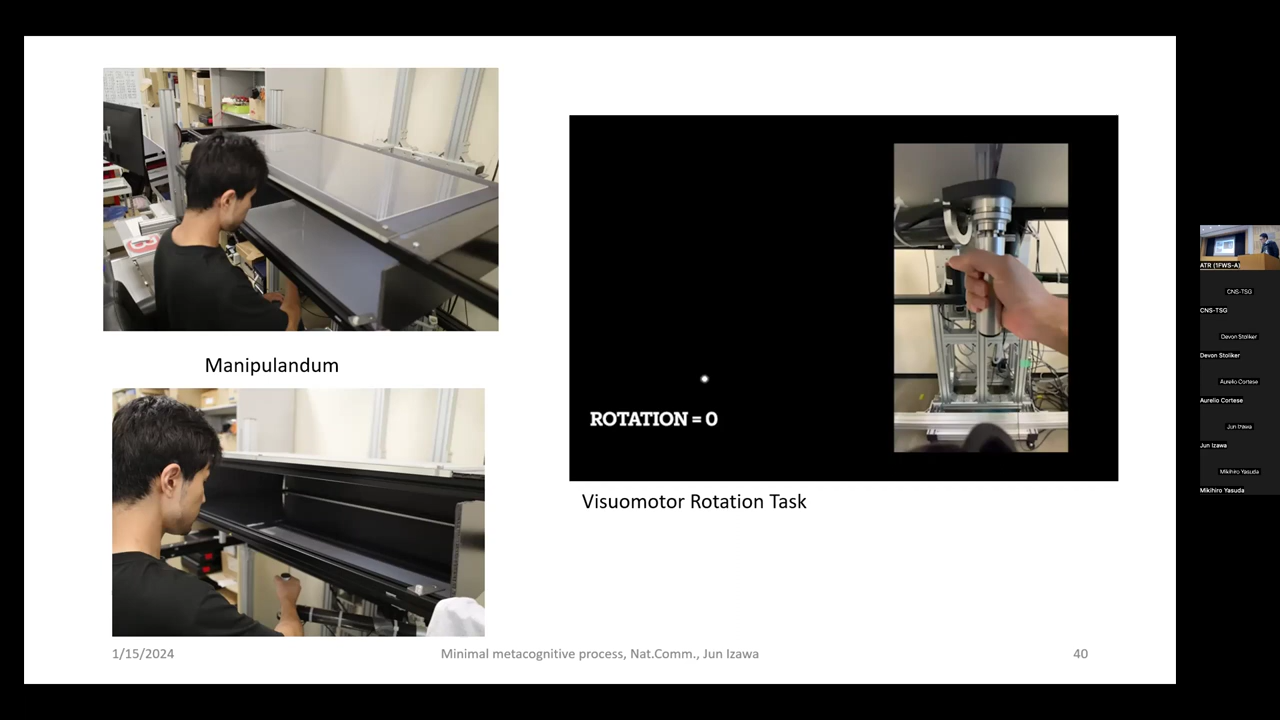 Manipulandum
ROTATION = 0
Visuomotor Rotation Task
1/15/2024
Minimal metacognitive process, Nat.Comm., Jun Izawa
40
ATR (1FWS-A)
CNS-TSG
CNS-TSG
Devon Stoliker
Devon Stoliker
Aurelio Cortese
Aurelio Cortese
Jun Izawa
Jun Izawa
Mikihiro Yasuda
Mikihiro Yasuda